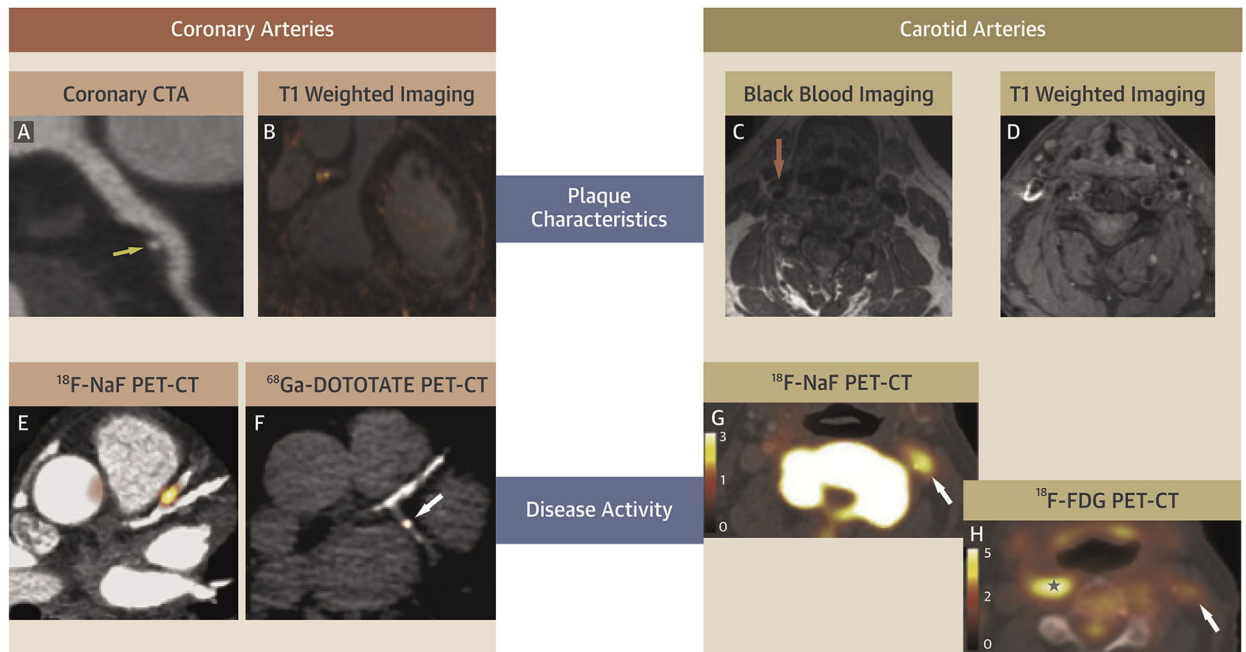 Coronary Arteries
Carotid Arteries
Coronary CTA
T1 Weighted Imaging
Black Blood Imaging
T1 Weighted Imaging
A
B
C
D
Plaque
Characteristics
¹⁸F-NaF PET-CT
⁶⁸Ga-DOTOTATE PET-CT
¹⁸F-NaF PET-CT
E
F
G
3
1
0
Disease Activity
¹⁸F-FDG PET-CT
H
5
2
0